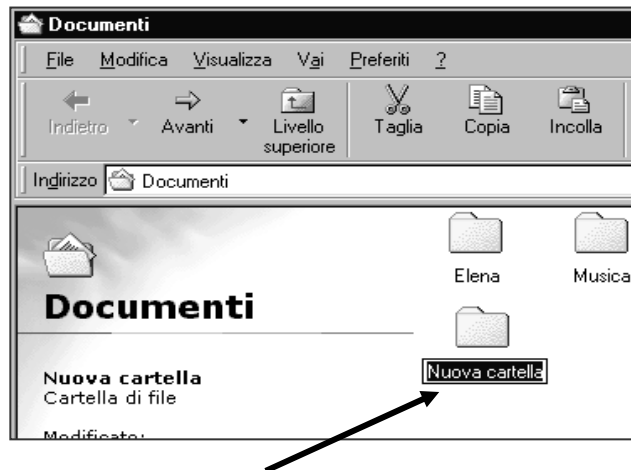 Documenti
File Modifica Visualizza Vai Preferiti ?
Indietro Avanti Livello superiore Taglia Copia Incolla
Indirizzo Documenti
Elena Musica
Documenti
Nuova cartella
Nuova cartella
Cartella di file
Modificato: